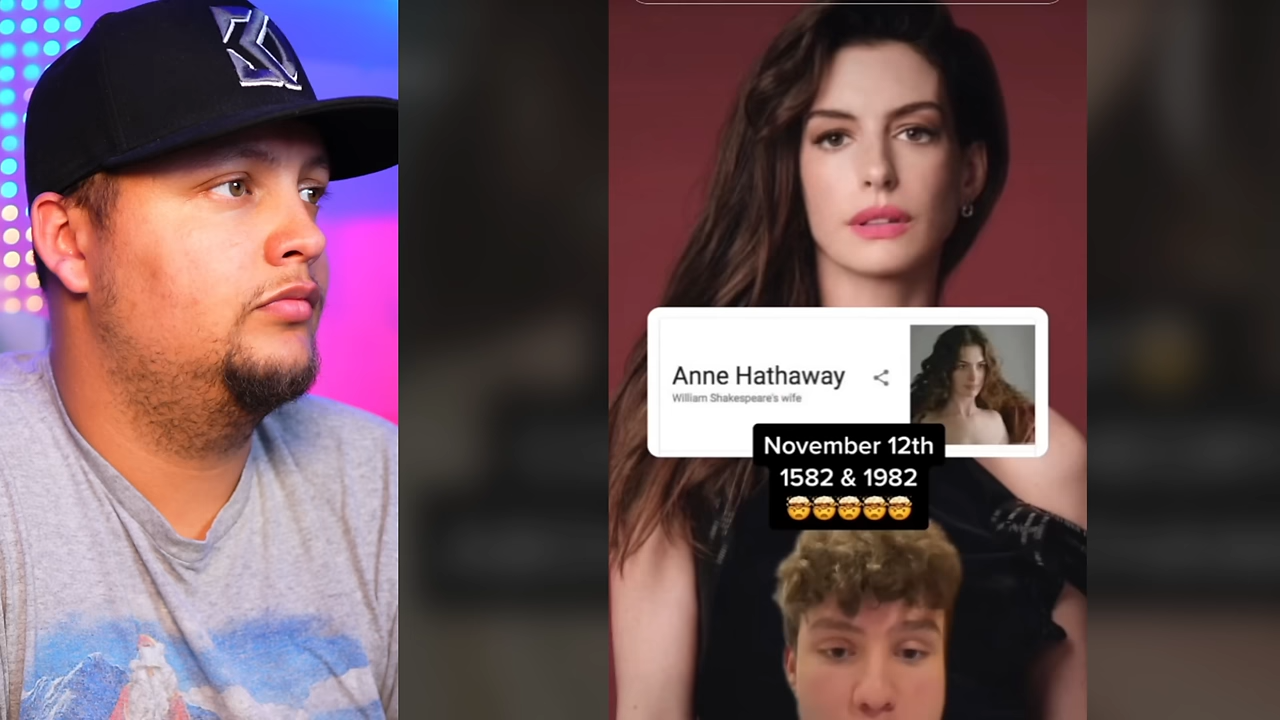 Anne Hathaway
William Shakespeare's wife
November 12th
1582 & 1982
🤯🤯🤯🤯🤯